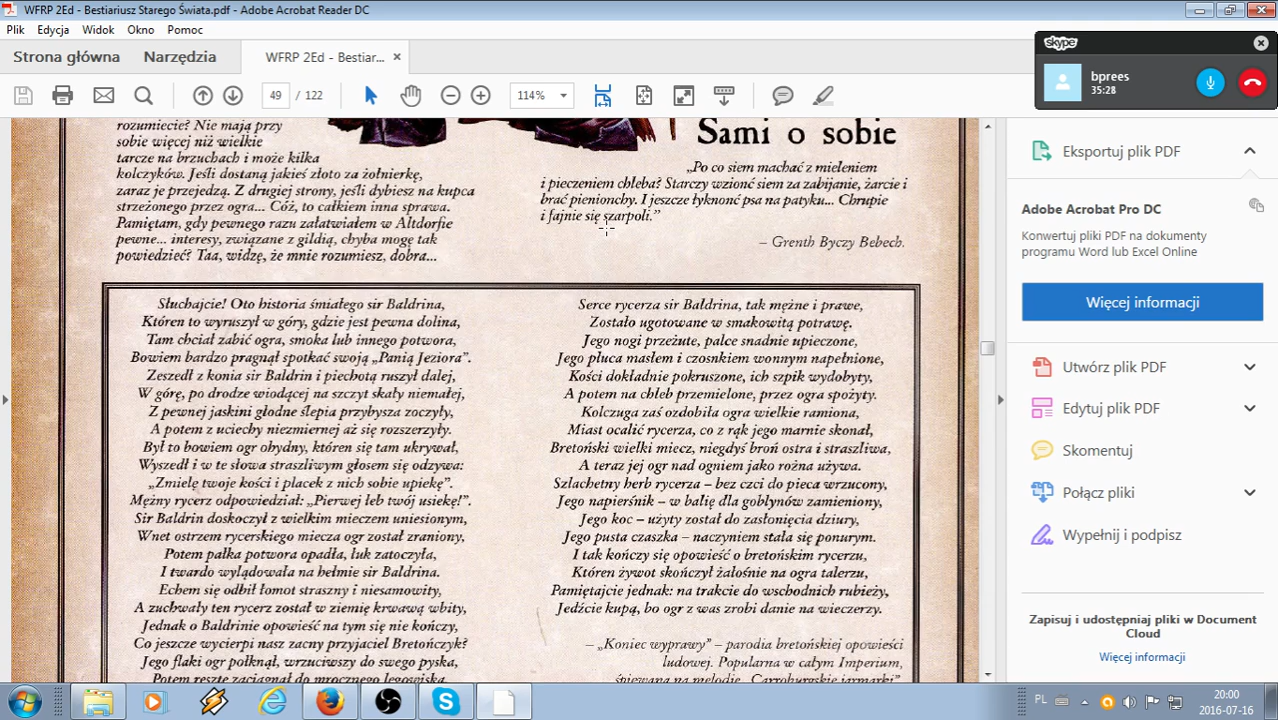 WFRP 2Ed - Bestiariusz Starego Świata.pdf - Adobe Acrobat Reader DC
Plik Edycja Widok Okno Pomoc
Strona główna Narzędzia WFRP 2Ed - Bestiar... ×
49 / 122 114%
skype
bprees
35:28
rozumiecie? Nie mają przy
sobie więcej niż wielkie
tarcze na brzuchach i może kilka
kolczyków. Jeśli dostaną jakieś złoto za żołnierkę,
zaraz je przejedzą. Z drugiej strony, jeśli dybiesz na kupca
strzeżonego przez ogra... Cóż, to całkiem inna sprawa.
Pamiętam, gdy pewnego razu załatwiałem w Altdorfie
pewne... interesy, związane z gildią, chyba mogę tak
powiedzieć? Taa, widzę, że mnie rozumiesz, dobra...
Sami o sobie
„Po co siem machać z mieleniem
i pieczeniem chleba? Starczy wzionć siem za zabijanie, żarcie i
brać pienionchy. I jeszcze łyknonć psa na patyku... Chrupie
i fajnie się szarpoli.”
– Grenth Byczy Bebech.
Słuchajcie! Oto historia śmiałego sir Baldrina,
Któren to wyruszył w góry, gdzie jest pewna dolina,
Tam chciał zabić ogra, smoka lub innego potwora,
Bowiem bardzo pragnął spotkać swoją „Panią Jeziora”.
Zeszedł z konia sir Baldrin i piechotą ruszył dalej,
W górę, po drodze wiodącej na szczyt skały niemałej,
Z pewnej jaskini głodne ślepia przybysza zoczyły,
A potem z uciechy niezmiernej aż się rozszerzyły.
Był to bowiem ogr ohydny, któren się tam ukrywał,
Wyszedł i w te słowa straszliwym głosem się odzywa:
„Zmielę twoje kości i placek z nich sobie upiekę”.
Mężny rycerz odpowiedział: „Pierwej łeb twój usiekę!”.
Sir Baldrin doskoczył z wielkim mieczem uniesionym,
Wnet ostrzem rycerskiego miecza ogr został zraniony,
Potem pałka potwora opadła, łuk zatoczyła,
I twardo wylądowała na hełmie sir Baldrina.
Echem się odbił łomot straszny i niesamowity,
A zuchwały ten rycerz został w ziemię krwawą wbity,
Jednak o Baldrinie opowieść na tym się nie kończy,
Co jeszcze wycierpi nasz zacny przyjaciel Bretończyk?
Jego flaki ogr połknął, wrzuciwszy do swego pyska,
Potem resztę zaciągnął do mrocznego legowiska.
Serce rycerza sir Baldrina, tak mężne i prawe,
Zostało ugotowane w smakowitą potrawę.
Jego nogi przeżute, palce snadnie upieczone,
Jego płuca masłem i czosnkiem wonnym napełnione,
Kości dokładnie pokruszone, ich szpik wydobyty,
A potem na chleb przemielone, przez ogra spożyty.
Kolczuga zaś ozdobiła ogra wielkie ramiona,
Miast ocalić rycerza, co z rąk jego marnie skonał,
Bretoński wielki miecz, niegdyś broń ostra i straszliwa,
A teraz jej ogr nad ogniem jako rożna używa.
Szlachetny herb rycerza – bez czci do pieca wrzucony,
Jego napierśnik – w balię dla goblynów zamieniony,
Jego koc – użyty został do zasłonięcia dziury,
Jego pusta czaszka – naczyniem stała się ponurym.
I tak kończy się opowieść o bretońskim rycerzu,
Któren żywot skończył żałośnie na ogra talerzu,
Pamiętajcie jednak: na trakcie do wschodnich rubieży,
Jedźcie kupą, bo ogr z was zrobi danie na wieczerzy.
– „Koniec wyprawy” – parodia bretońskiej opowieści
ludowej. Popularna w całym Imperium,
śpiewana na melodię „Carroburskie jarmarki”
Eksportuj plik PDF
Adobe Acrobat Pro DC
Konwertuj pliki PDF na dokumenty
programu Word lub Excel Online
Więcej informacji
Utwórz plik PDF
Edytuj plik PDF
Skomentuj
Połącz pliki
Wypełnij i podpisz
Zapisuj i udostępniaj pliki w Document
Cloud
Więcej informacji
PL
20:00
2016-07-16